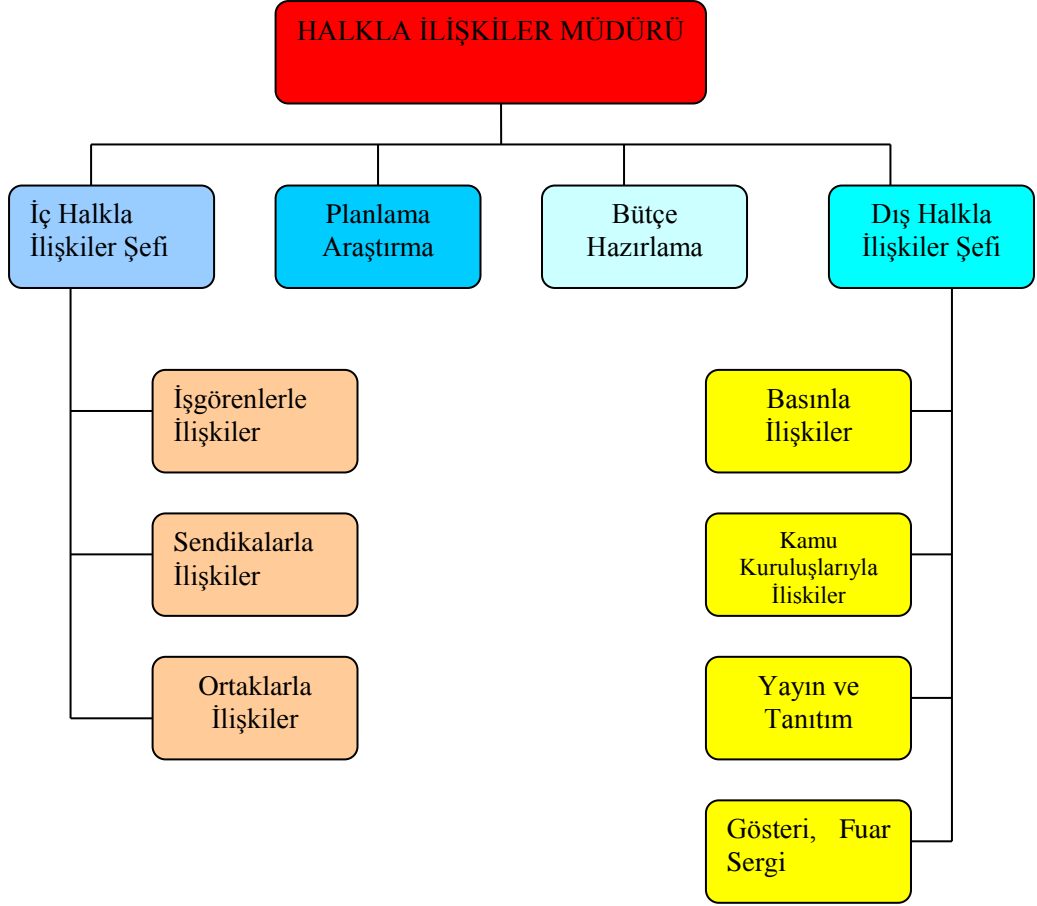 HALKLA İLİŞKİLER MÜDÜRÜ
İç Halkla
İlişkiler Şefi
Planlama
Araştırma
Bütçe
Hazırlama
Dış Halkla
İlişkiler Şefi
İşgörenlerle
İlişkiler
Sendikalarla
İlişkiler
Ortaklarla
İlişkiler
Basınla
İlişkiler
Kamu
Kuruluşlarıyla
İliskiler
Yayın ve
Tanıtım
Gösteri, Fuar
Sergi